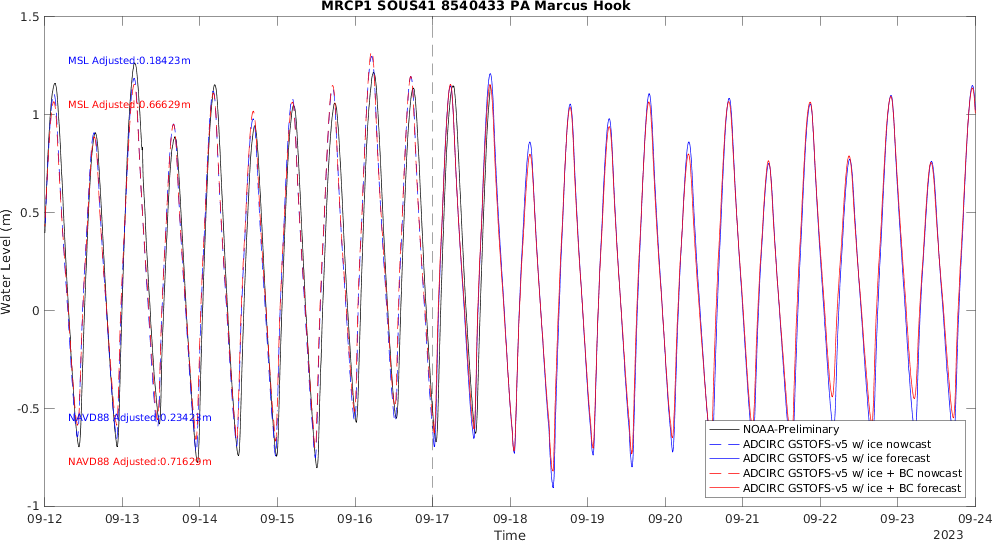 MRCP1 SOUS41 8540433 PA Marcus Hook
1.5
1
0.5
0
-0.5
-1
Water Level (m)
MSL Adjusted:0.18423m
MSL Adjusted:0.66629m
NAVD88 Adjusted:0.23423m
NAVD88 Adjusted:0.71629m
NOAA-Preliminary
ADCIRC GSTOFS-v5 w/ ice nowcast
ADCIRC GSTOFS-v5 w/ ice forecast
ADCIRC GSTOFS-v5 w/ ice + BC nowcast
ADCIRC GSTOFS-v5 w/ ice + BC forecast
09-12 09-13 09-14 09-15 09-16 09-17 09-18 09-19 09-20 09-21 09-22 09-23 09-24
Time
2023